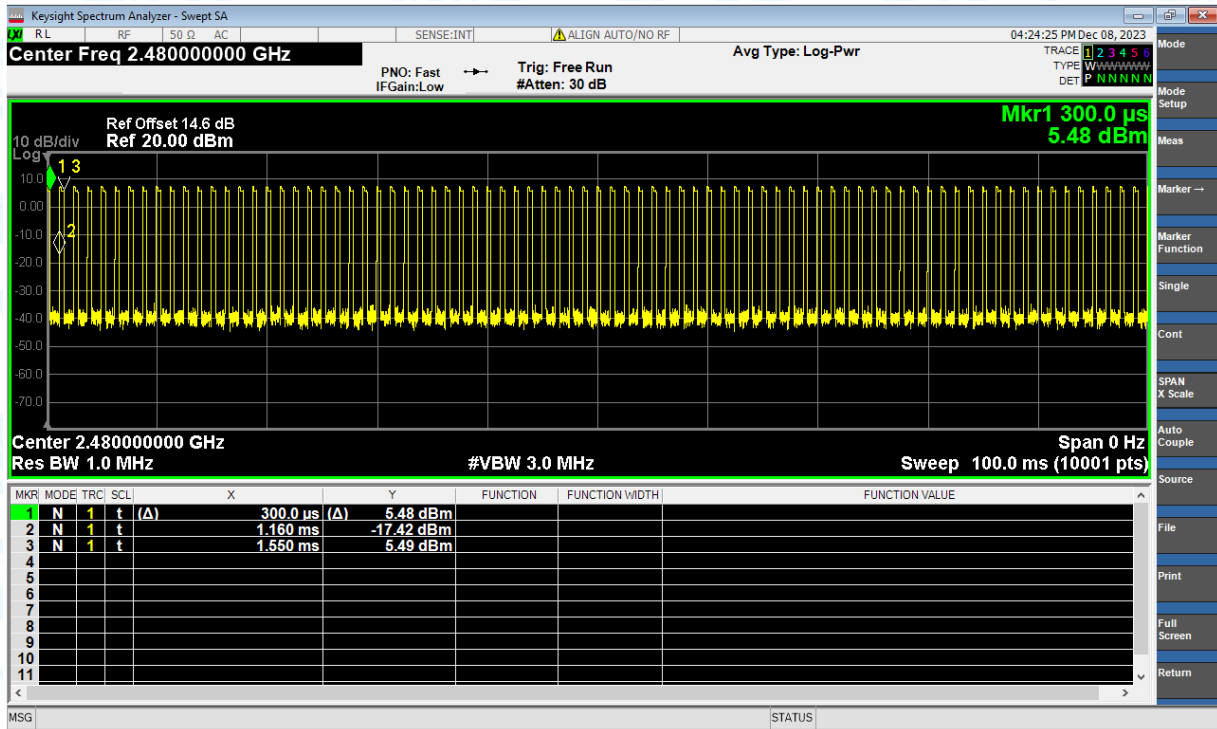 Keysight Spectrum Analyzer - Swept SA
LXI RL RF 50 Ω AC SENSE:INT ALIGN AUTO/NO RF 04:24:25 PM Dec 08, 2023
Center Freq 2.480000000 GHz Avg Type: Log-Pwr TRACE 1 2 3 4 5 6
PNO: Fast Trig: Free Run TYPE WWWWWW
IFGain:Low #Atten: 30 dB DET P N N N N N
Mkr1 300.0 µs
5.48 dBm
Ref Offset 14.6 dB
10 dB/div Ref 20.00 dBm
Log
1 3
10.0
0.00
2
-10.0
-20.0
-30.0
-40.0
-50.0
-60.0
-70.0
Center 2.480000000 GHz Span 0 Hz
Res BW 1.0 MHz #VBW 3.0 MHz Sweep 100.0 ms (10001 pts)
MKR MODE TRC SCL X Y FUNCTION FUNCTION WIDTH FUNCTION VALUE
1 N 1 t (Δ) 300.0 µs (Δ) 5.48 dBm
2 N 1 t 1.160 ms -17.42 dBm
3 N 1 t 1.550 ms 5.49 dBm
4
5
6
7
8
9
10
11
MSG STATUS
Mode
Mode
Setup
Meas
Marker →
Marker
Function
Single
Cont
SPAN
X Scale
Auto
Couple
Source
File
Print
Full
Screen
Return